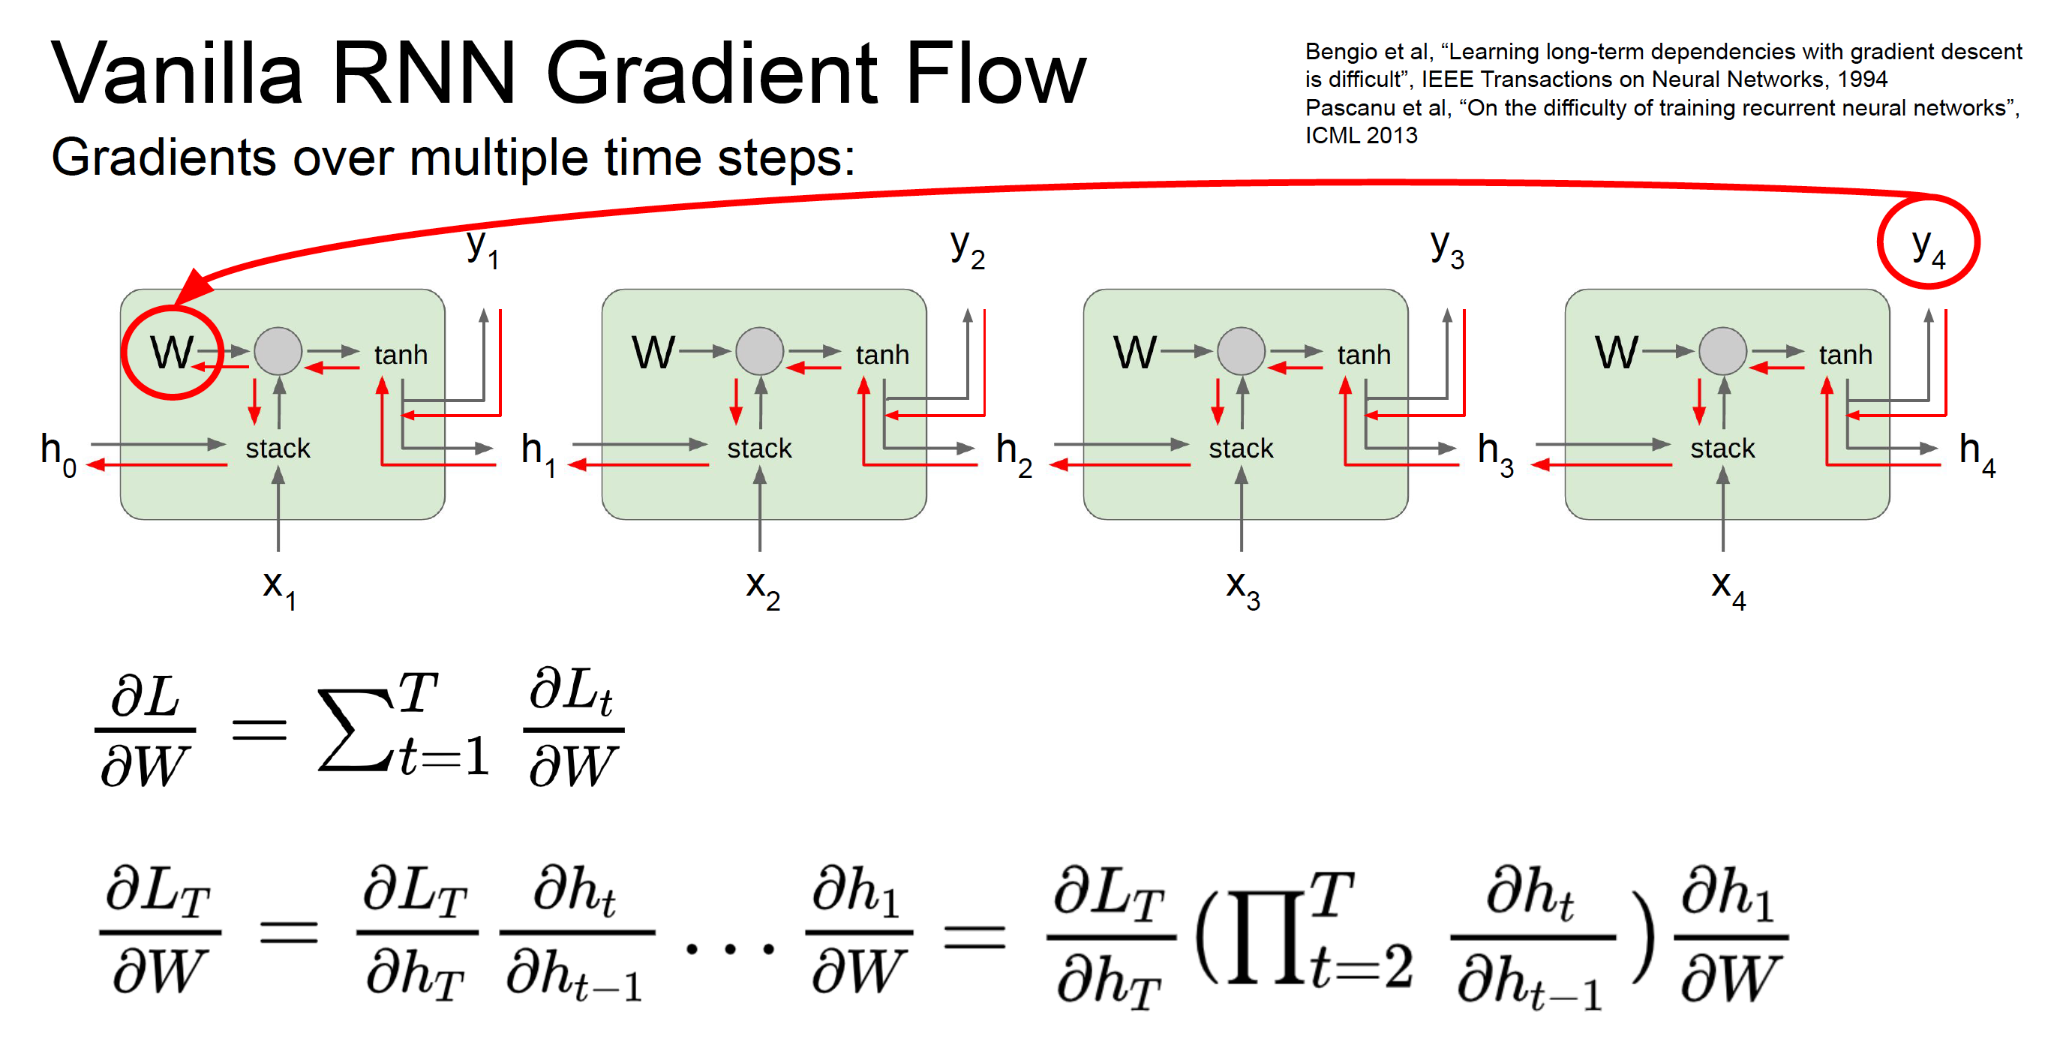 Vanilla RNN Gradient Flow
Gradients over multiple time steps:
Bengio et al, “Learning long-term dependencies with gradient descent
is difficult”, IEEE Transactions on Neural Networks, 1994
Pascanu et al, “On the difficulty of training recurrent neural networks”,
ICML 2013
y₁ y₂ y₃ y₄
W tanh W tanh W tanh W tanh
h₀ stack h₁ stack h₂ stack h₃ stack h₄
x₁ x₂ x₃ x₄
∂L/∂W = ∑_{t=1}^{T} ∂L_t/∂W
∂L_T/∂W = ∂L_T/∂h_T ∂h_t/∂h_{t−1} … ∂h₁/∂W = ∂L_T/∂h_T (∏_{t=2}^{T} ∂h_t/∂h_{t−1}) ∂h₁/∂W